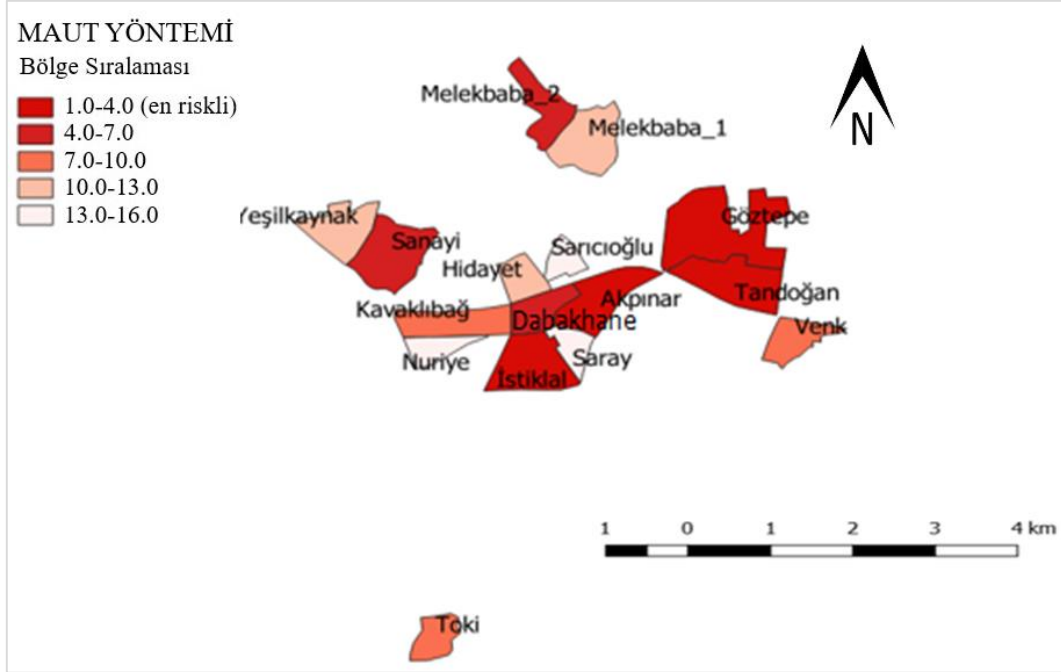 MAUT YÖNTEMİ
Bölge Sıralaması
1.0-4.0 (en riskli)
4.0-7.0
7.0-10.0
10.0-13.0
13.0-16.0
N
Melekbaba_2
Melekbaba_1
Yeşilkaynak
Sanayi
Göztepe
Sarıcıoğlu
Hidayet
Akpınar
Tandoğan
Kavaklıbağ
Dabakhane
Venk
Nuriye
Saray
İstiklal
1 0 1 2 3 4 km
Toki